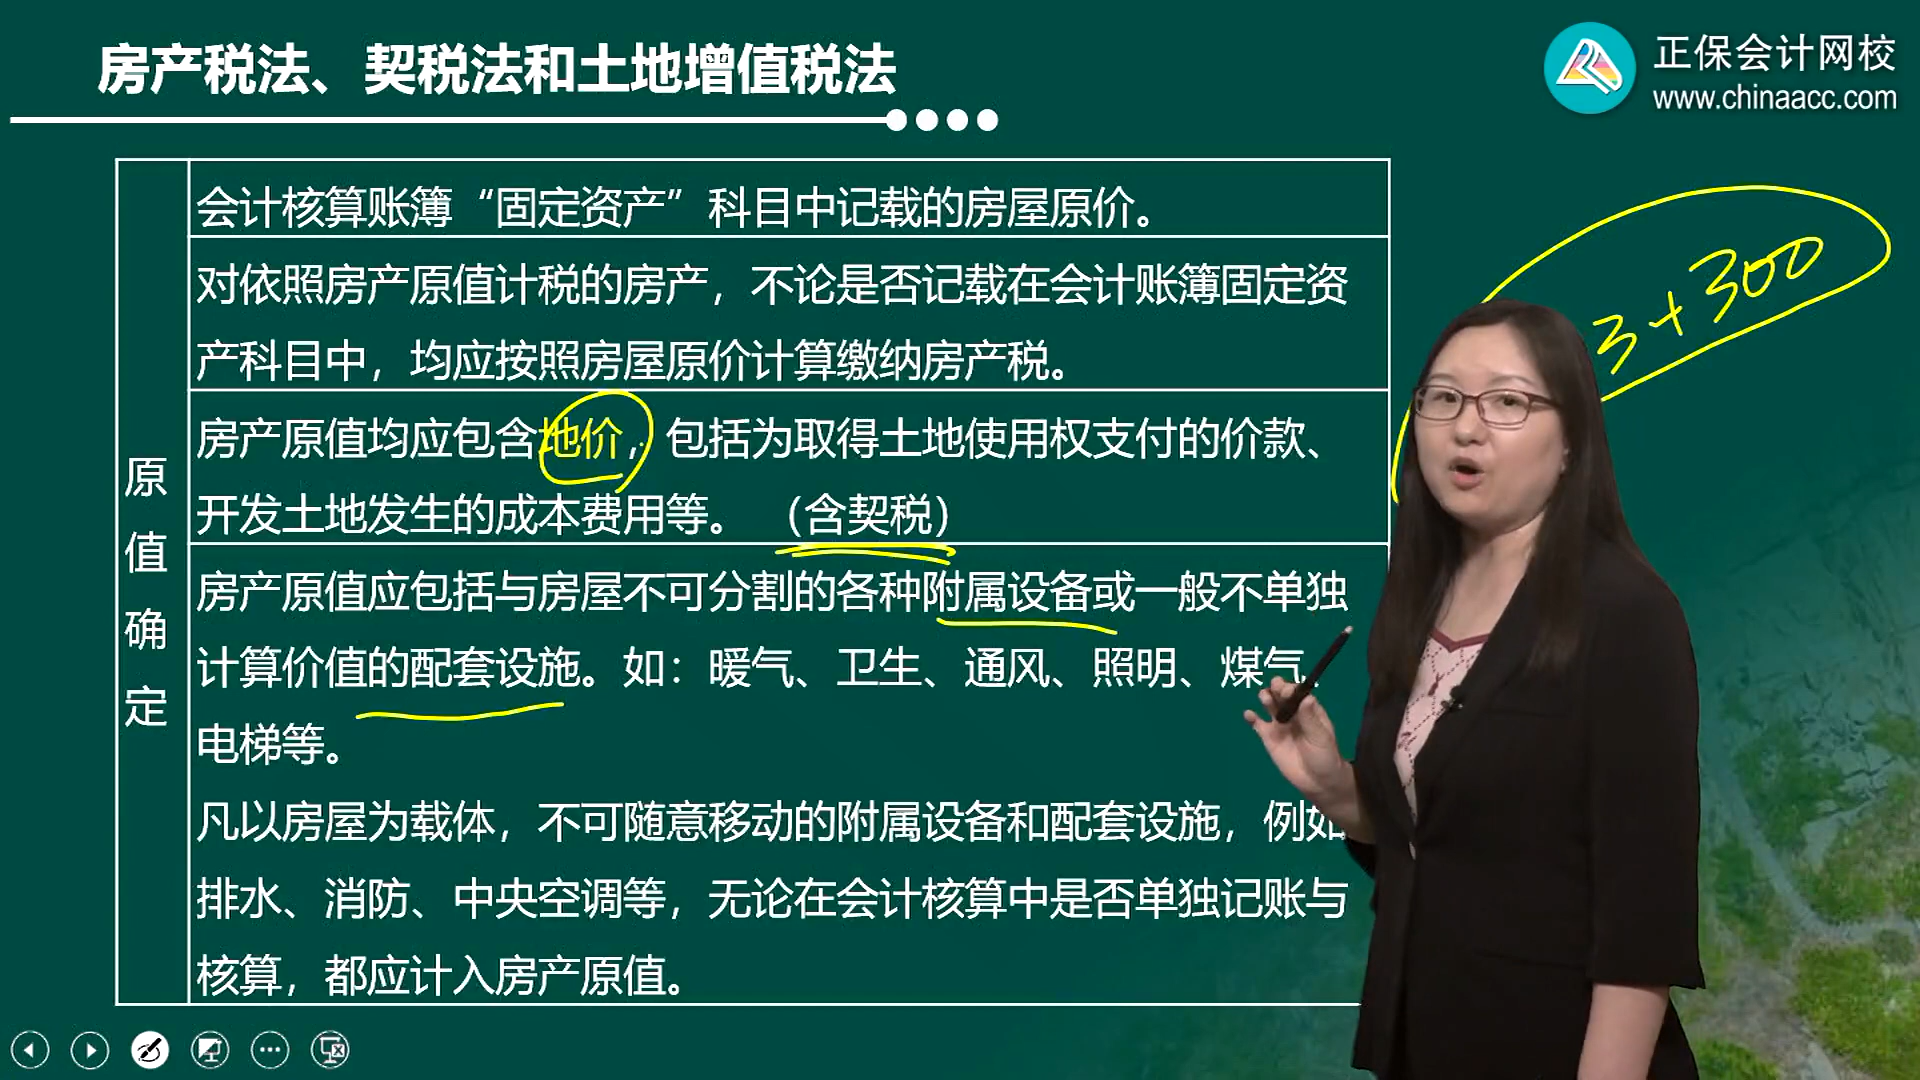 房产税法、契税法和土地增值税法
正保会计网校
www.chinaacc.com
原值确定
会计核算账簿“固定资产”科目中记载的房屋原价。
对依照房产原值计税的房产，不论是否记载在会计账簿固定资
产科目中，均应按照房屋原价计算缴纳房产税。
房产原值均应包含地价，包括为取得土地使用权支付的价款、
开发土地发生的成本费用等。（含契税）
房产原值应包括与房屋不可分割的各种附属设备或一般不单独
计算价值的配套设施。如：暖气、卫生、通风、照明、煤气、
电梯等。
凡以房屋为载体，不可随意移动的附属设备和配套设施，例如
排水、消防、中央空调等，无论在会计核算中是否单独记账与
核算，都应计入房产原值。
3+300